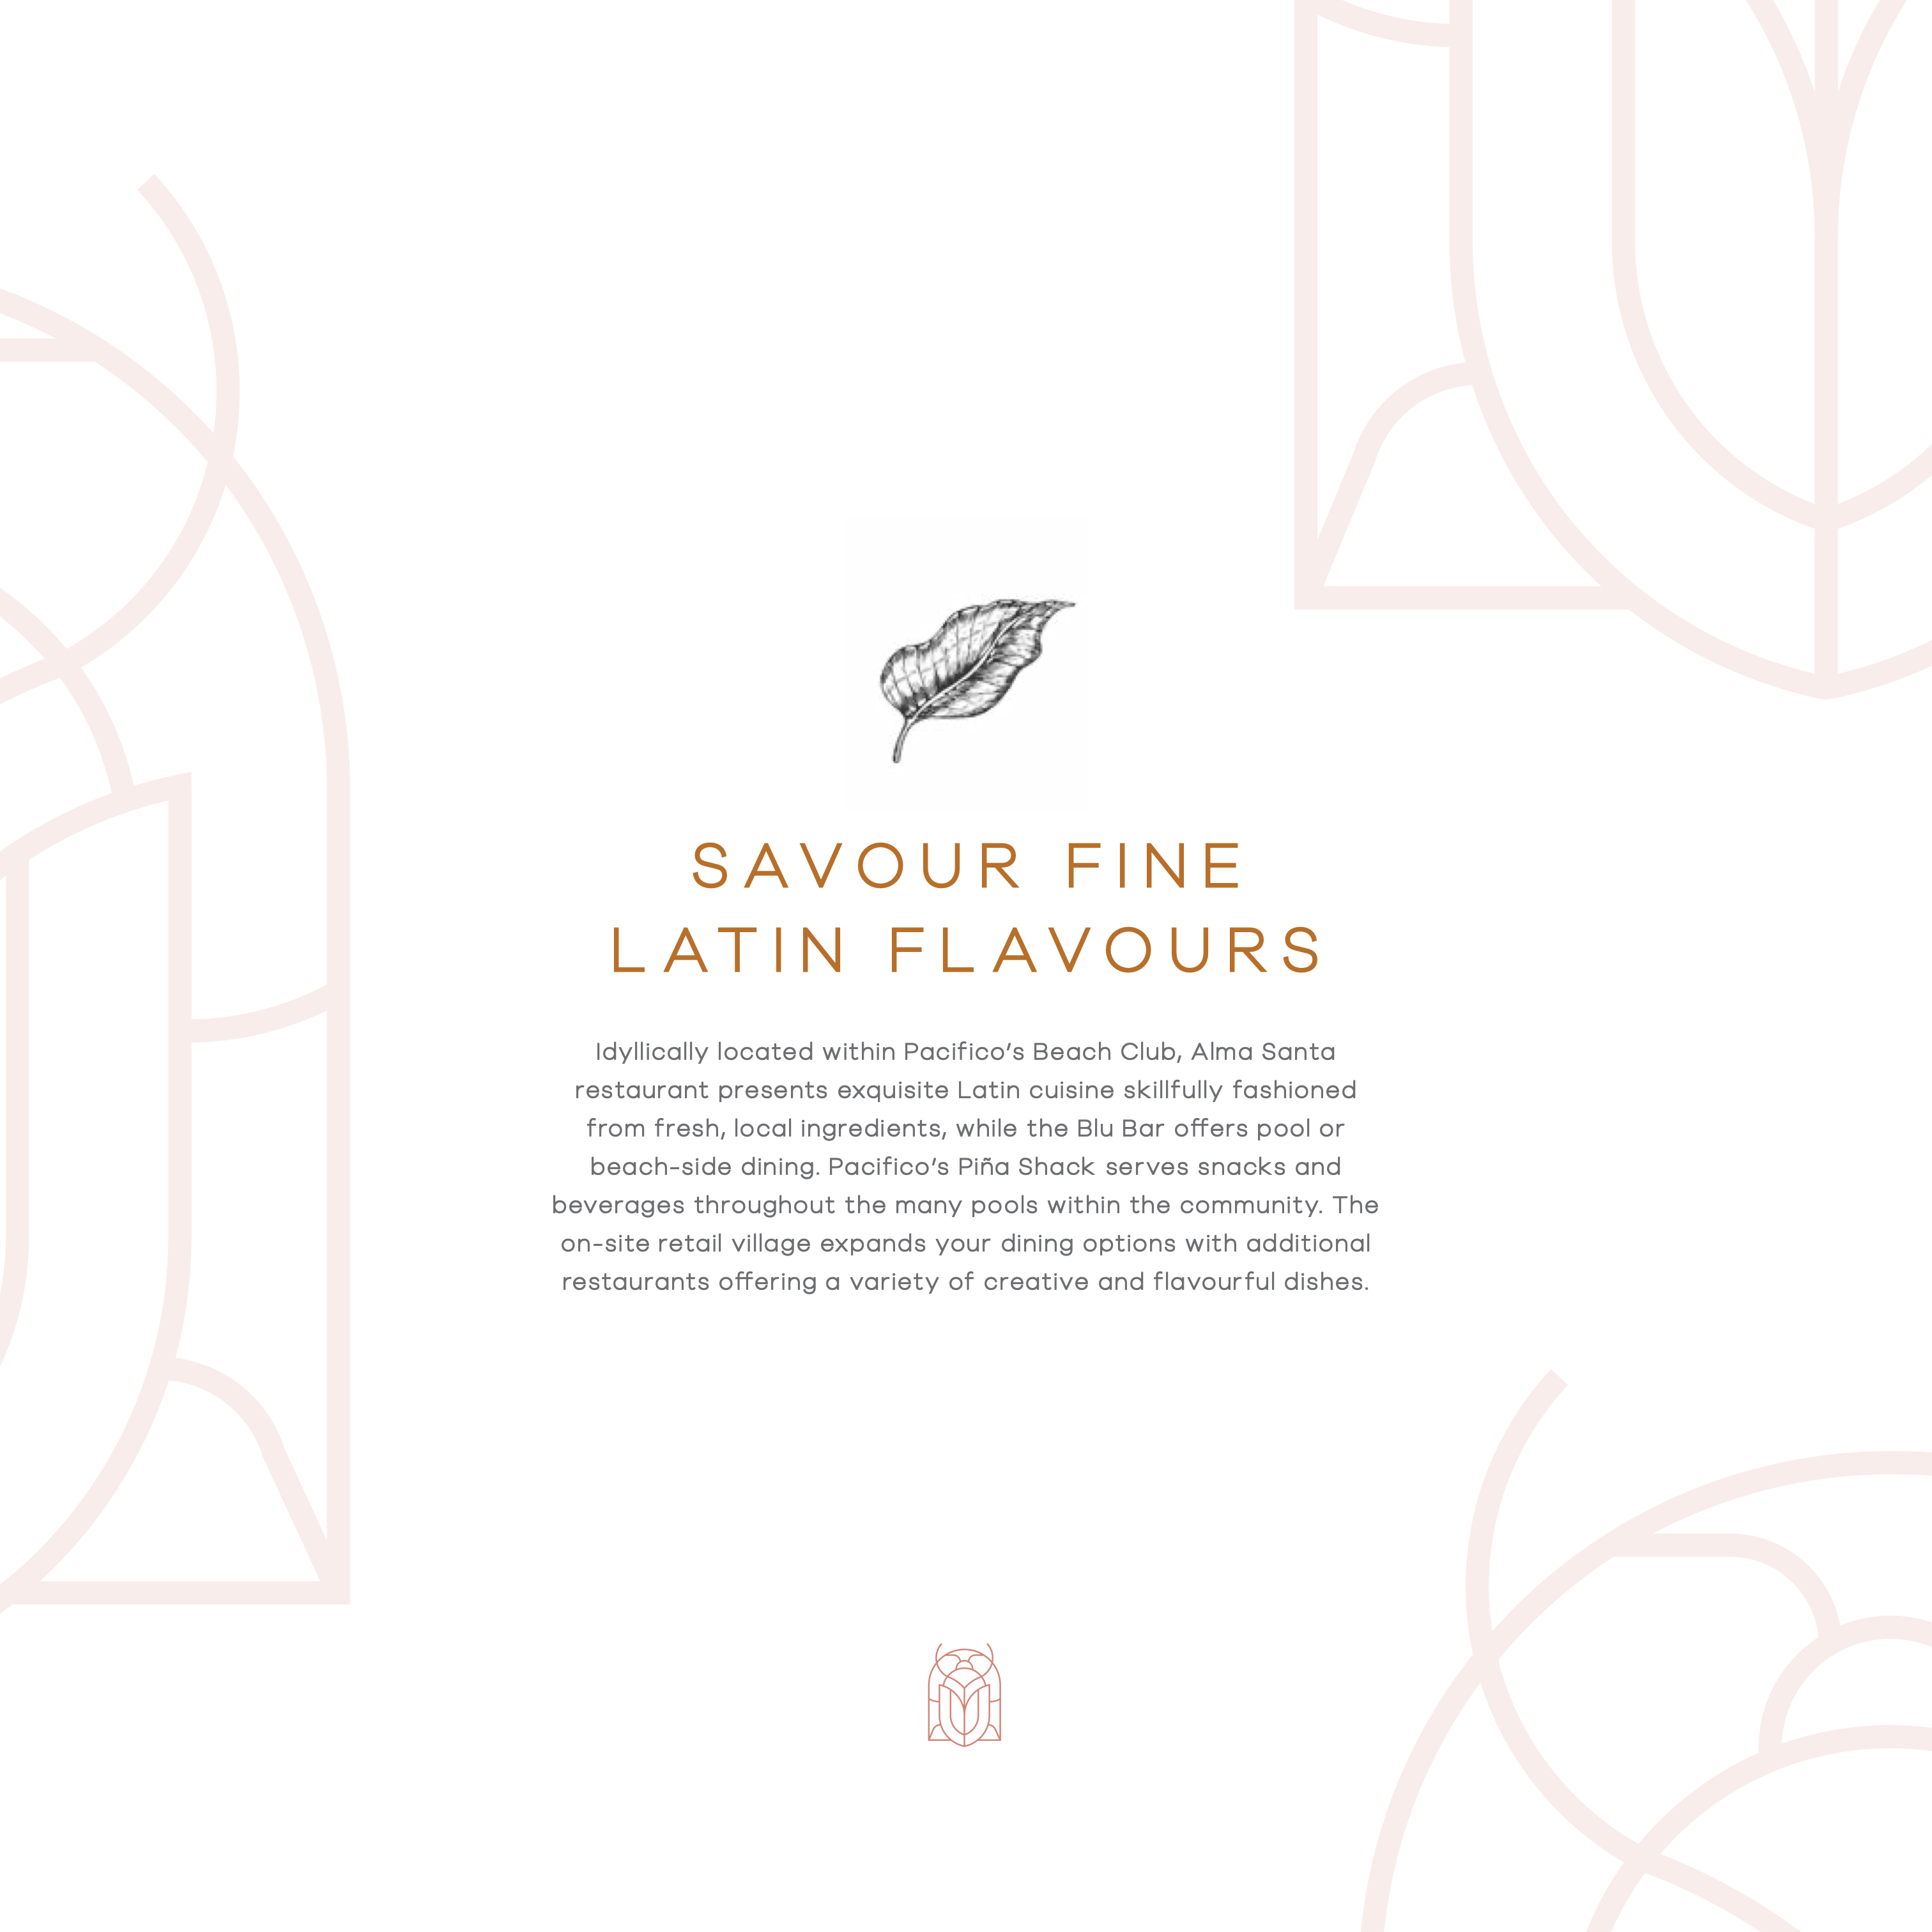 SAVOUR FINE
LATIN FLAVOURS
Idyllically located within Pacifico’s Beach Club, Alma Santa
restaurant presents exquisite Latin cuisine skillfully fashioned
from fresh, local ingredients, while the Blu Bar offers pool or
beach-side dining. Pacifico’s Piña Shack serves snacks and
beverages throughout the many pools within the community. The
on-site retail village expands your dining options with additional
restaurants offering a variety of creative and flavourful dishes.